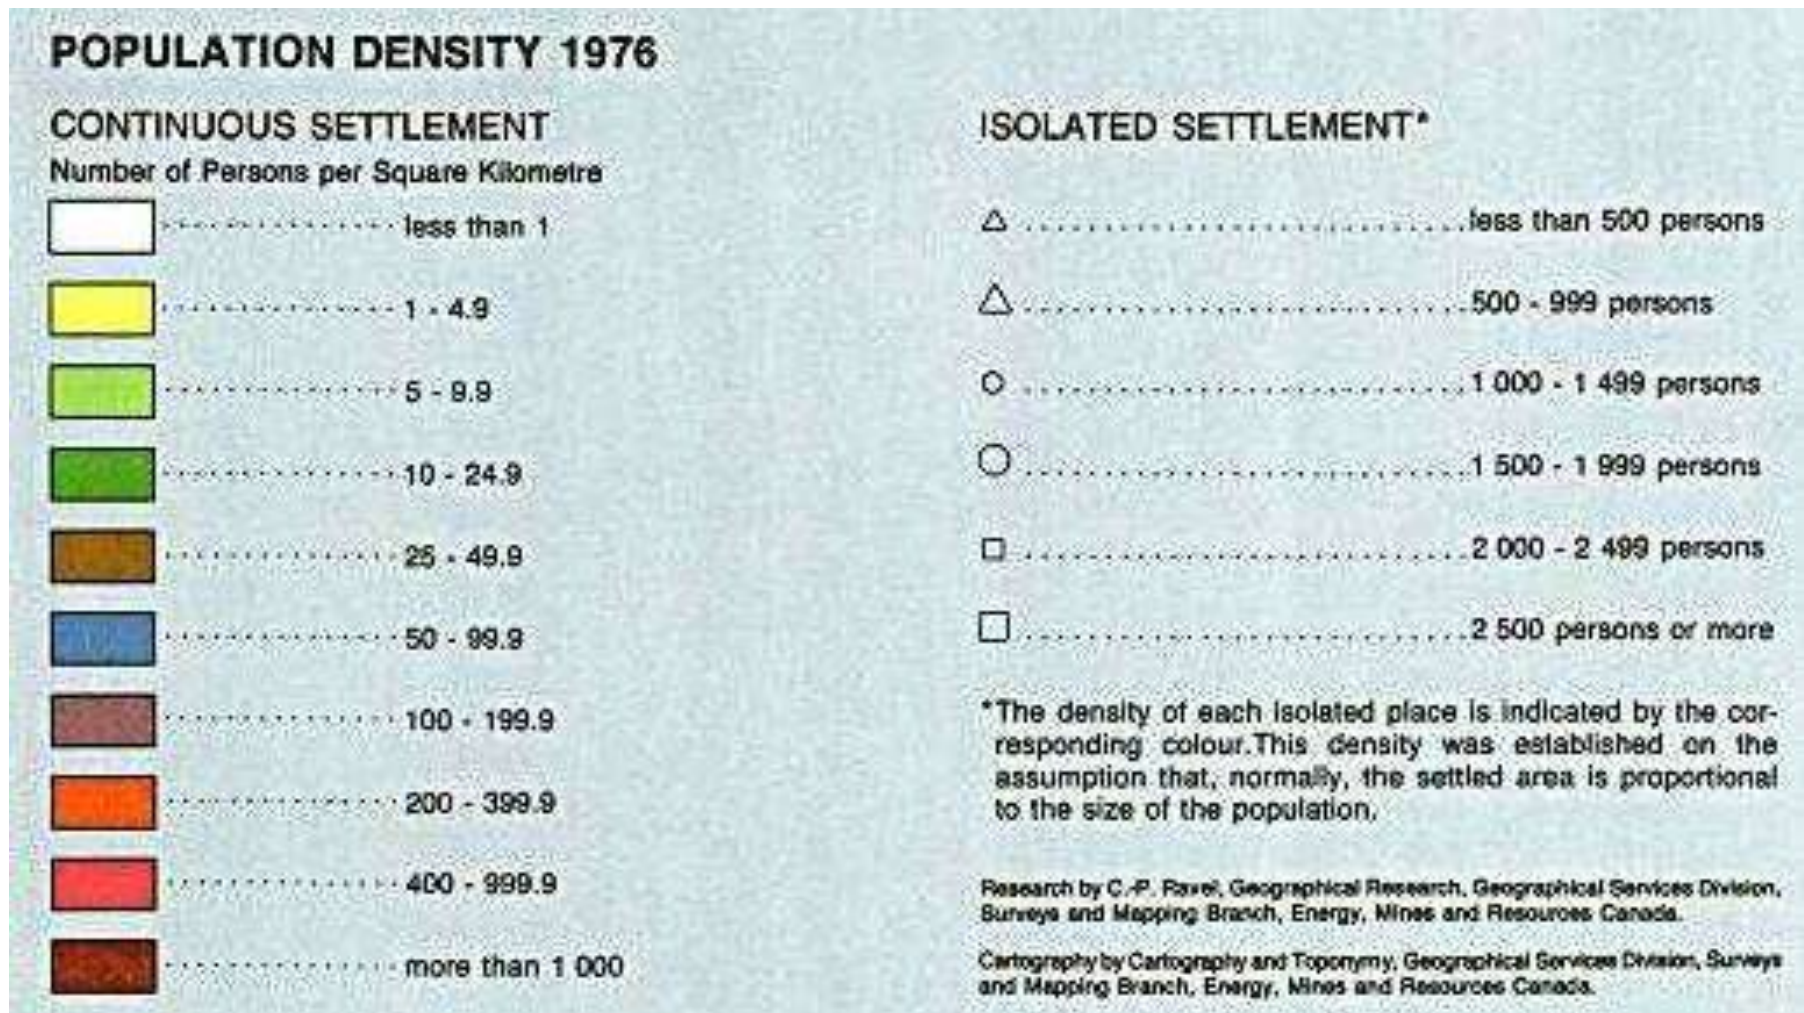 POPULATION DENSITY 1976
CONTINUOUS SETTLEMENT
Number of Persons per Square Kilometre
less than 1
1 - 4.9
5 - 9.9
10 - 24.9
25 - 49.9
50 - 99.9
100 - 199.9
200 - 399.9
400 - 999.9
more than 1 000
ISOLATED SETTLEMENT*
less than 500 persons
500 - 999 persons
1 000 - 1 499 persons
1 500 - 1 999 persons
2 000 - 2 499 persons
2 500 persons or more
*The density of each isolated place is indicated by the cor-
responding colour.This density was established on the
assumption that, normally, the settled area is proportional
to the size of the population.
Research by C.-P. Ravel, Geographical Research, Geographical Services Division,
Surveys and Mapping Branch, Energy, Mines and Resources Canada.
Cartography by Cartography and Toponymy, Geographical Services Division, Surveys
and Mapping Branch, Energy, Mines and Resources Canada.